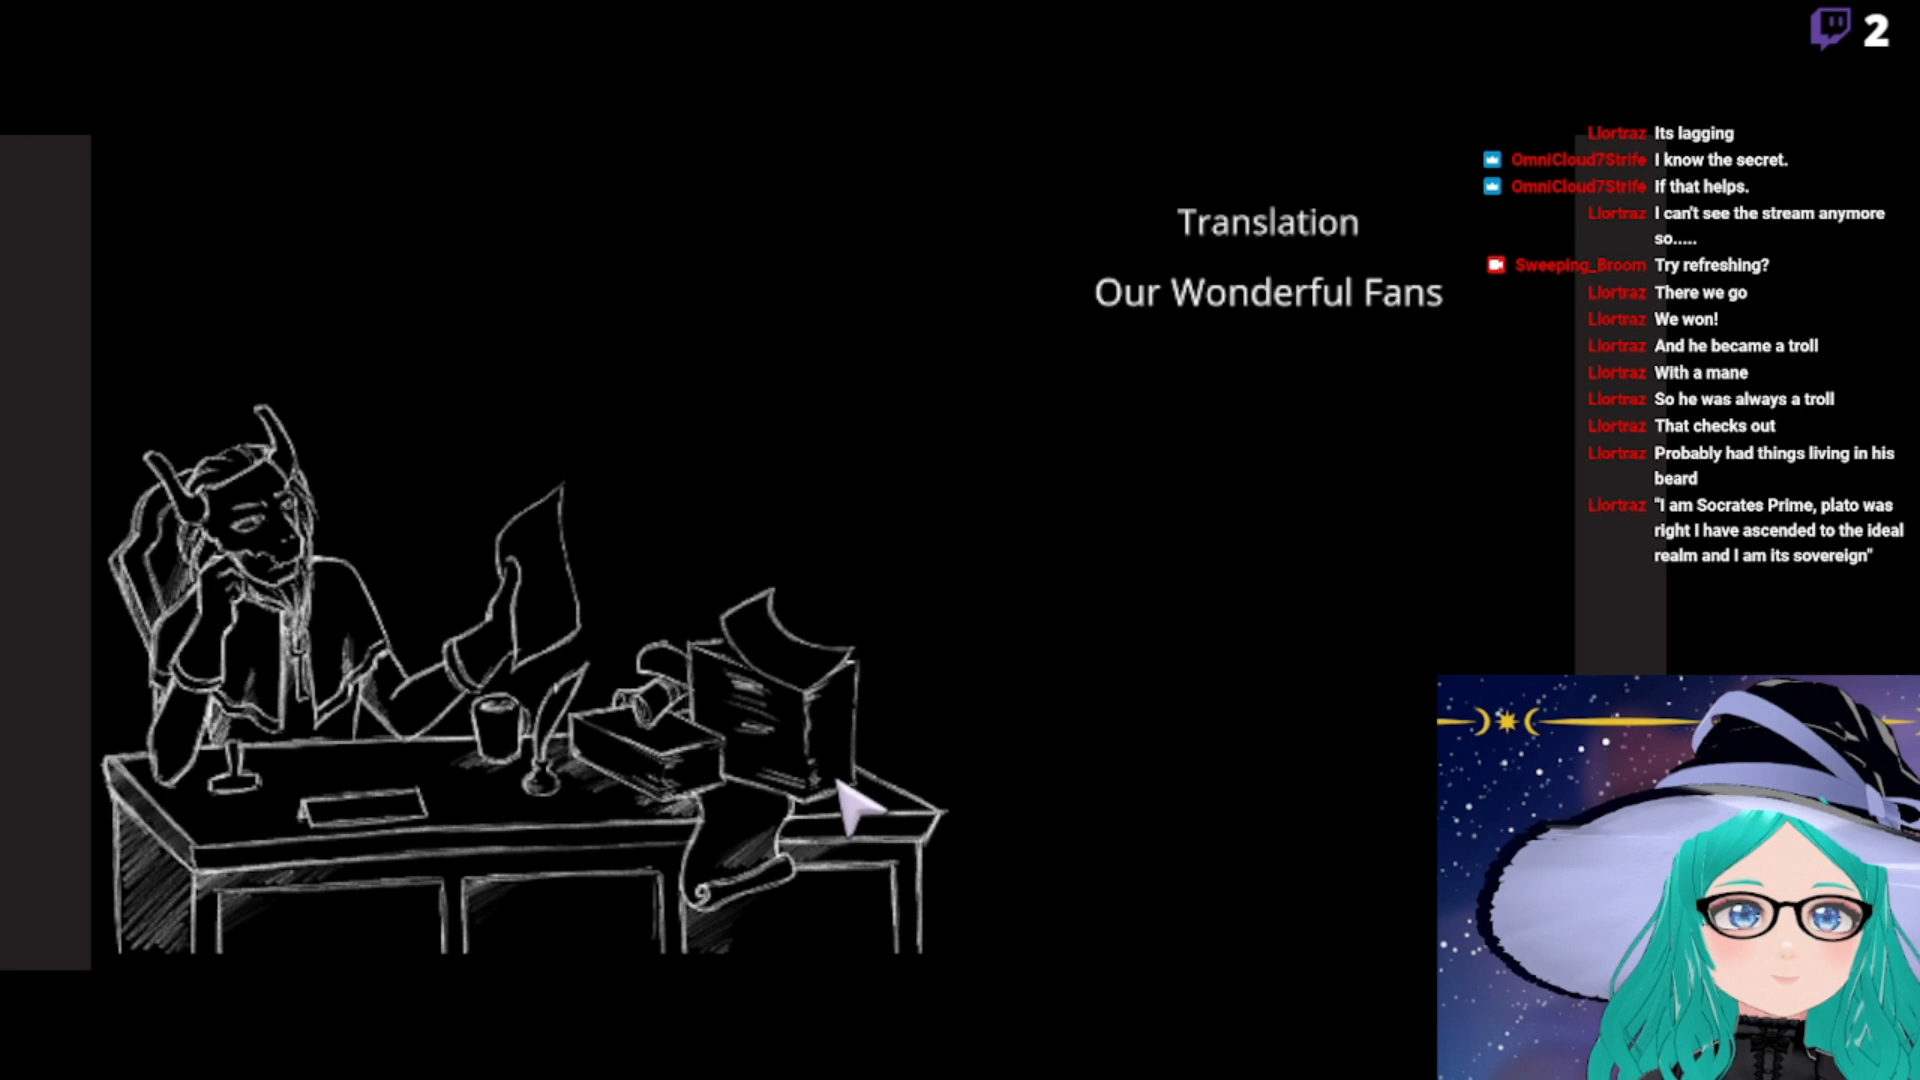 2
Translation
Our Wonderful Fans
Llortraz Its lagging
OmniCloud7Strife I know the secret.
OmniCloud7Strife If that helps.
Llortraz I can't see the stream anymore
so.....
Sweeping_Broom Try refreshing?
Llortraz There we go
Llortraz We won!
Llortraz And he became a troll
Llortraz With a mane
Llortraz So he was always a troll
Llortraz That checks out
Llortraz Probably had things living in his
beard
Llortraz "I am Socrates Prime, plato was
right I have ascended to the ideal
realm and I am its sovereign"